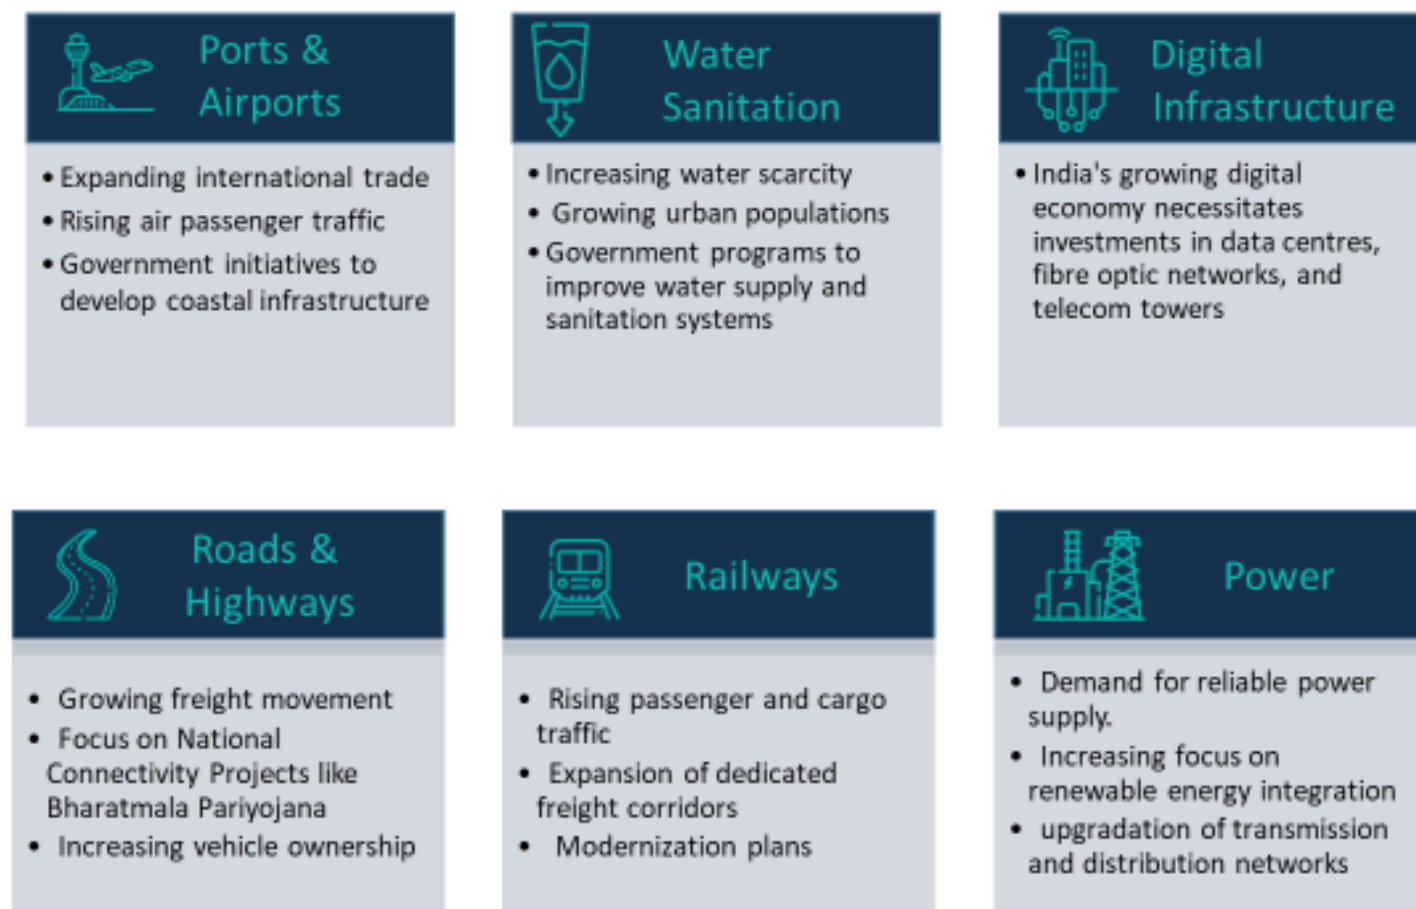 Ports &
Airports
• Expanding international trade
• Rising air passenger traffic
• Government initiatives to
develop coastal infrastructure
Water
Sanitation
• Increasing water scarcity
• Growing urban populations
• Government programs to
improve water supply and
sanitation systems
Digital
Infrastructure
• India's growing digital
economy necessitates
investments in data centres,
fibre optic networks, and
telecom towers
Roads &
Highways
• Growing freight movement
• Focus on National
Connectivity Projects like
Bharatmala Pariyojana
• Increasing vehicle ownership
Railways
• Rising passenger and cargo
traffic
• Expansion of dedicated
freight corridors
• Modernization plans
Power
• Demand for reliable power
supply.
• Increasing focus on
renewable energy integration
• upgradation of transmission
and distribution networks